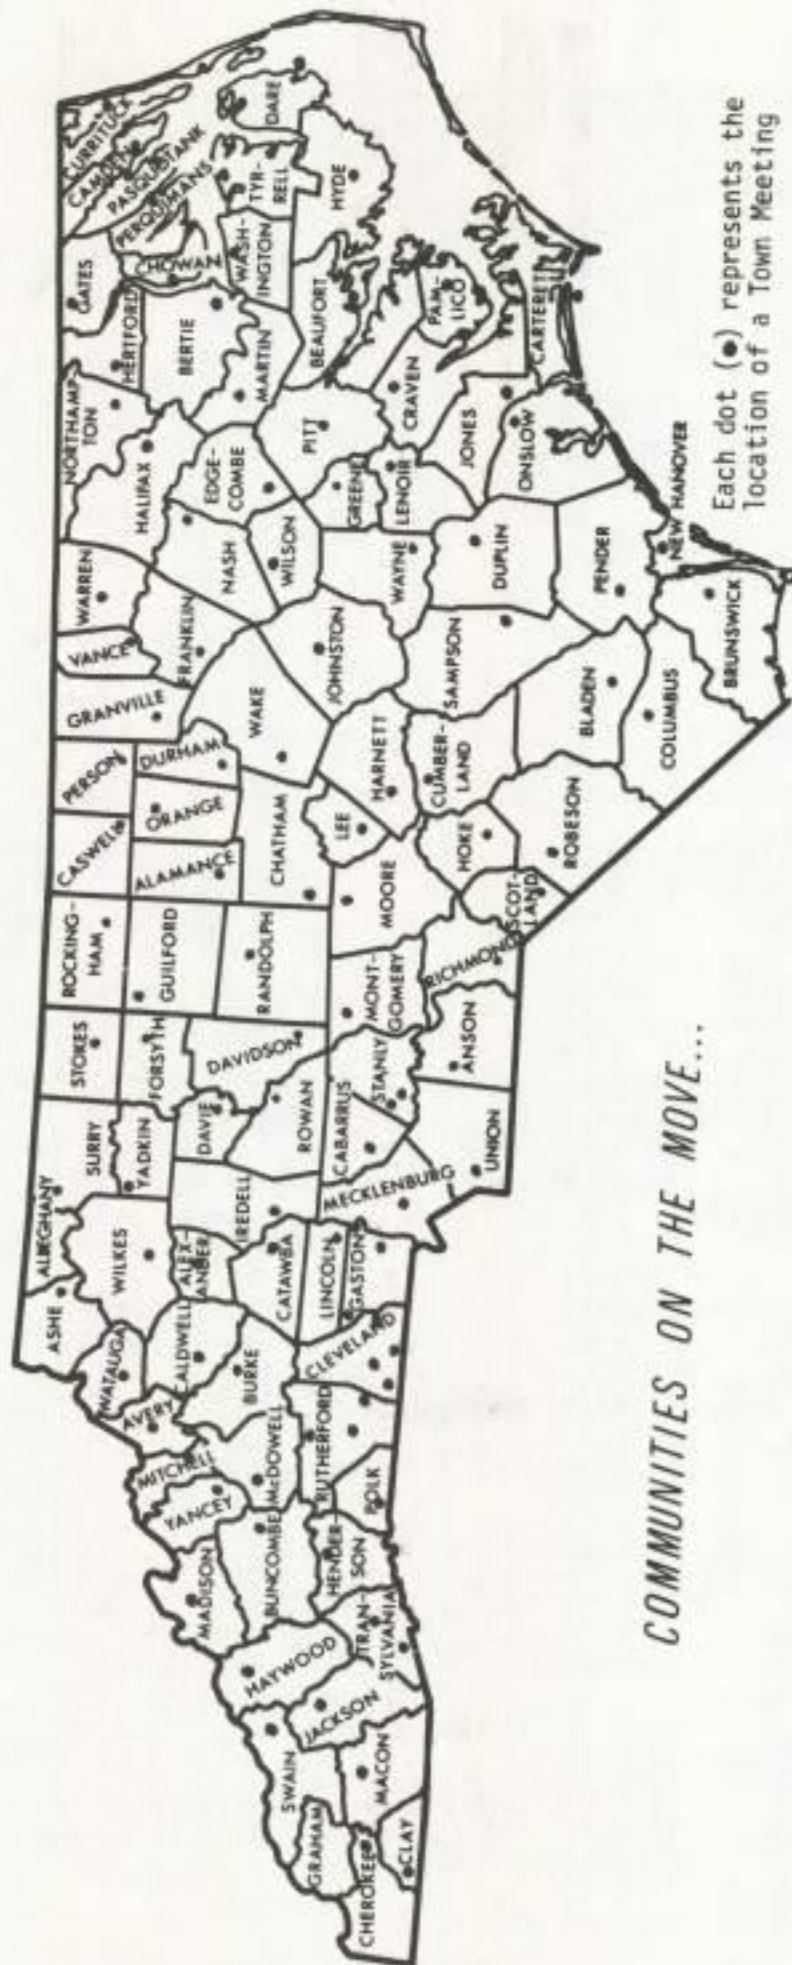 ASHE
ALLEGHANY
SURRY
STOKES
ROCKING-
HAM
CASWELL
PERSON
GRANVILLE
VANCE
WARREN
NORTHAMP
TON
GATES
HERTFORD
CURRITUCK
CAMDEN
PASQUOTANK
PERQUIMANS
CHOWAN
WATAUGA
WILKES
YADKIN
FORSYTH
GUILFORD
ALAMANCE
ORANGE
DURHAM
FRANKLIN
HALIFAX
BERTIE
MITCHELL
AVERY
CALDWELL
ALEX-
ANDER
DAVIE
DAVIDSON
RANDOLPH
CHATHAM
WAKE
NASH
EDGE-
COMBE
MARTIN
WASH-
INGTON
TYR-
RELL
DARE
MADISON
YANCEY
McDOWELL
BURKE
IREDELL
CATAWBA
ROWAN
JOHNSTON
WILSON
PITT
BEAUFORT
HYDE
SWAIN
HAYWOOD
BUNCOMBE
RUTHERFORD
CLEVELAND
LINCOLN
GASTON
CABARRUS
STANLY
MONT-
GOMERY
MOORE
LEE
HARNETT
WAYNE
GREENE
LENOIR
CRAVEN
PAM-
LICO
GRAHAM
CHEROKEE
CLAY
MACON
JACKSON
TRAN-
SYLVANIA
HENDER-
SON
POLK
MECKLENBURG
UNION
ANSON
RICHMOND
SCOT-
LAND
HOKE
CUMBER-
LAND
SAMPSON
DUPLIN
JONES
ONSLOW
CARTERET
ROBESON
BLADEN
PENDER
COLUMBUS
BRUNSWICK
NEW HANOVER
COMMUNITIES ON THE MOVE...
Each dot (●) represents the
location of a Town Meeting